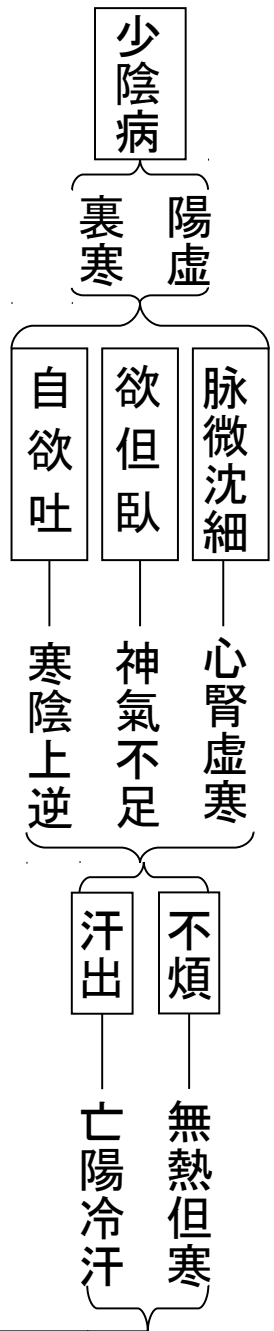 少陰病
陽虚
裏寒
脉微沈細
欲但臥
自欲吐
心腎虚寒
神氣不足
寒陰上逆
不煩
汗出
無熱但寒
亡陽冷汗